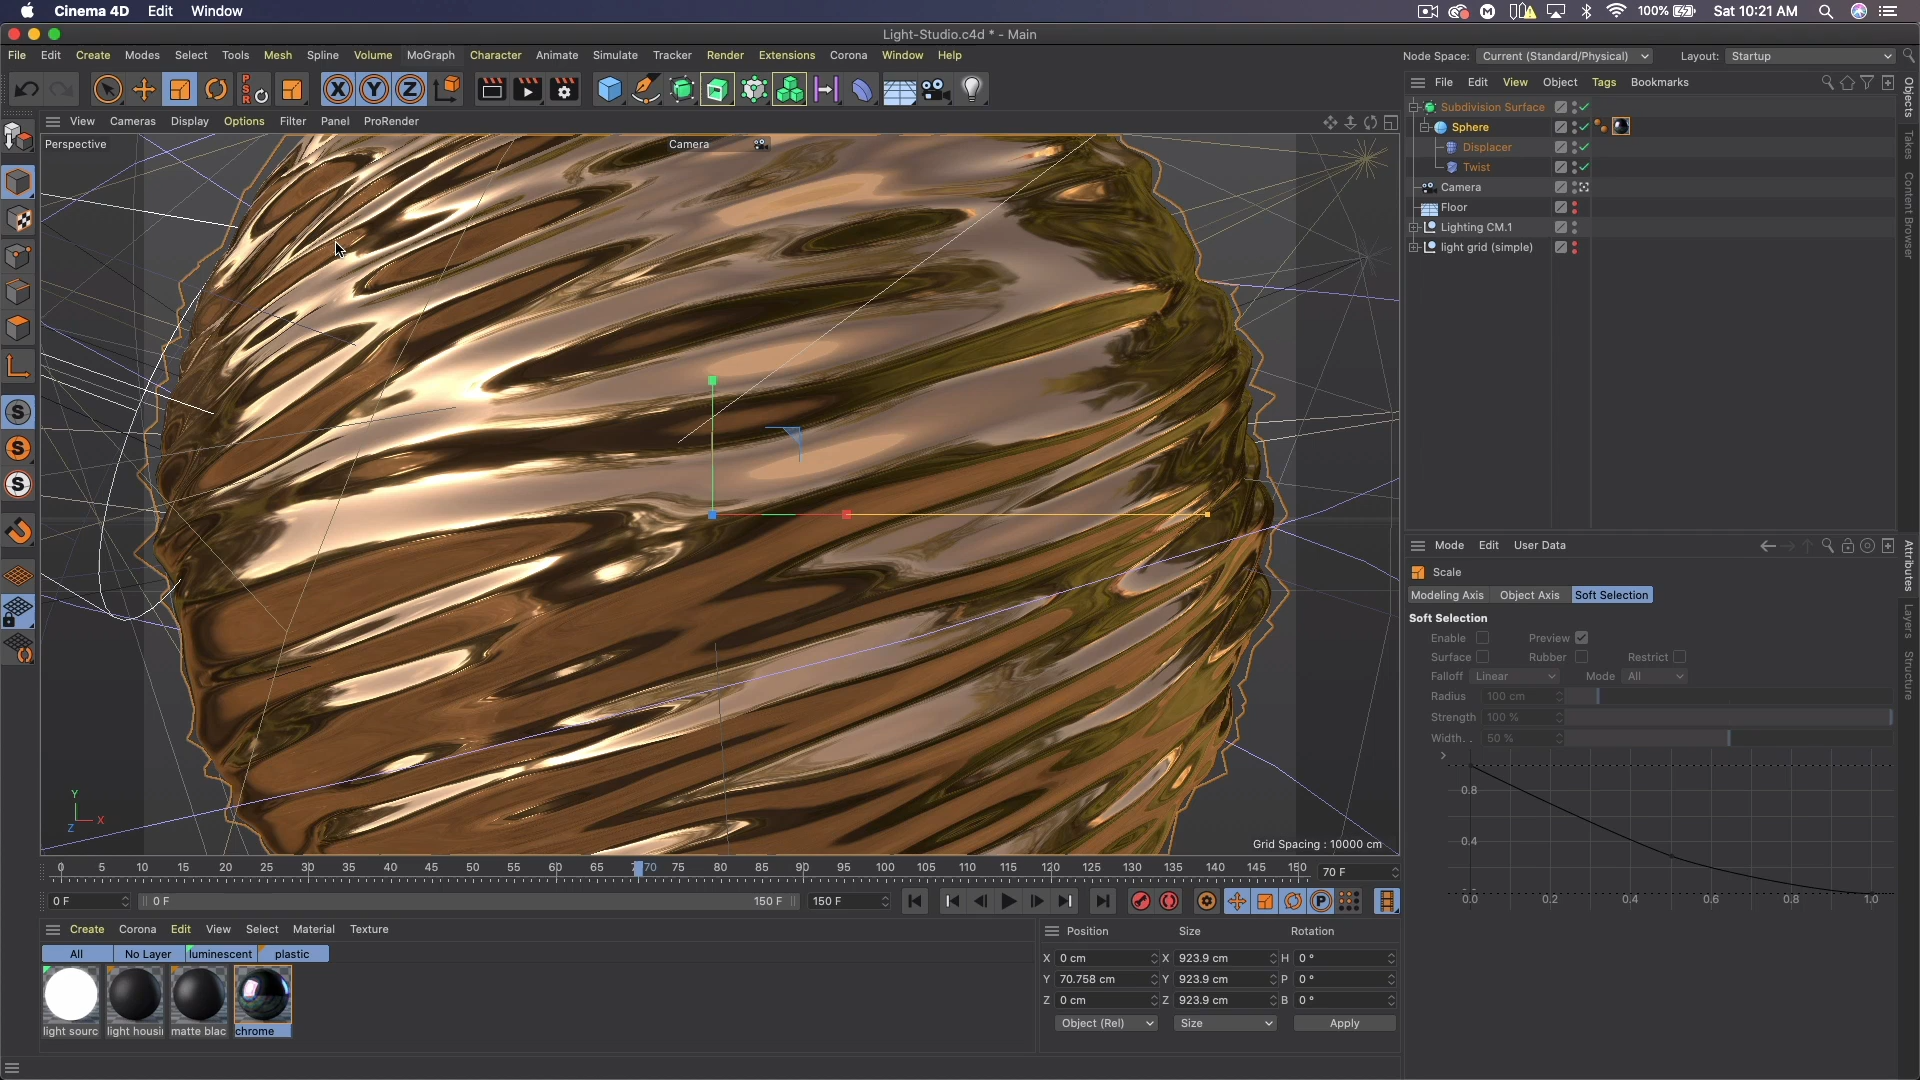 Cinema 4D Edit Window
100% Sat 10:21 AM
Light-Studio.c4d * - Main
File Edit Create Modes Select Tools Mesh Spline Volume MoGraph Character Animate Simulate Tracker Render Extensions Corona Window Help
Node Space: Current (Standard/Physical) Layout: Startup
PSR
X Y Z
File Edit View Object Tags Bookmarks
View Cameras Display Options Filter Panel ProRender
Perspective
Camera
Subdivision Surface
Sphere
Displacer
Twist
Camera
Floor
Lighting CM.1
light grid (simple)
Objects
Takes
Content Browser
Mode Edit User Data
Scale
Modeling Axis Object Axis Soft Selection
Soft Selection
Enable Preview
Surface Rubber Restrict
Falloff Linear Mode All
Radius 100 cm
Strength 100 %
Width. . 50 %
0.8
0.4
0.0 0.2 0.4 0.6 0.8 1.0
Attributes
Layers
Structure
S
S
S
Y
Z X
Grid Spacing : 10000 cm
0 5 10 15 20 25 30 35 40 45 50 55 60 65 70 75 80 85 90 95 100 105 110 115 120 125 130 135 140 145 150
70 F
0 F 0 F 150 F 150 F
P
Create Corona Edit View Select Material Texture
All No Layer luminescent plastic
light sourc light housi matte blac chrome
Position Size Rotation
X 0 cm X 923.9 cm H 0 °
Y 70.758 cm Y 923.9 cm P 0 °
Z 0 cm Z 923.9 cm B 0 °
Object (Rel) Size Apply